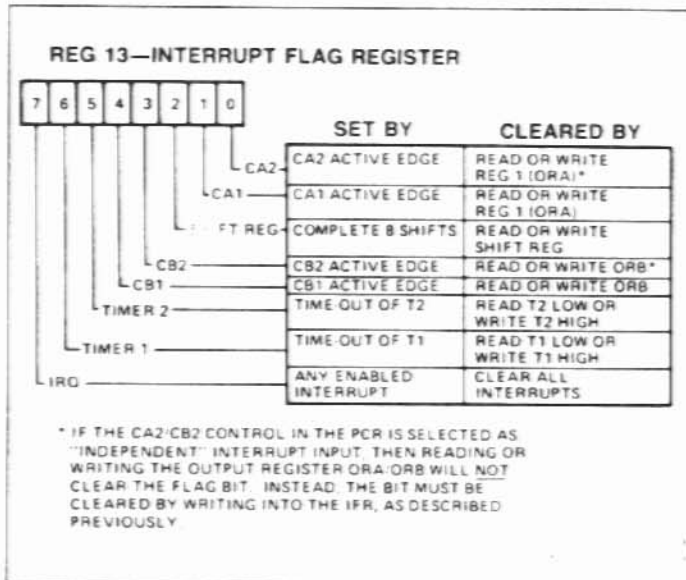 REG 13—INTERRUPT FLAG REGISTER
7 6 5 4 3 2 1 0
SET BY CLEARED BY
CA2 CA2 ACTIVE EDGE READ OR WRITE
REG 1 (ORA)*
CA1 CA1 ACTIVE EDGE READ OR WRITE
REG 1 (ORA)
FT REG COMPLETE 8 SHIFTS READ OR WRITE
SHIFT REG
CB2 CB2 ACTIVE EDGE READ OR WRITE ORB*
CB1 CB1 ACTIVE EDGE READ OR WRITE ORB
TIMER 2 TIME-OUT OF T2 READ T2 LOW OR
WRITE T2 HIGH
TIMER 1 TIME-OUT OF T1 READ T1 LOW OR
WRITE T1 HIGH
IRQ ANY ENABLED CLEAR ALL
INTERRUPT INTERRUPTS
* IF THE CA2/CB2 CONTROL IN THE PCR IS SELECTED AS
"INDEPENDENT" INTERRUPT INPUT, THEN READING OR
WRITING THE OUTPUT REGISTER ORA/ORB WILL NOT
CLEAR THE FLAG BIT. INSTEAD, THE BIT MUST BE
CLEARED BY WRITING INTO THE IFR, AS DESCRIBED
PREVIOUSLY